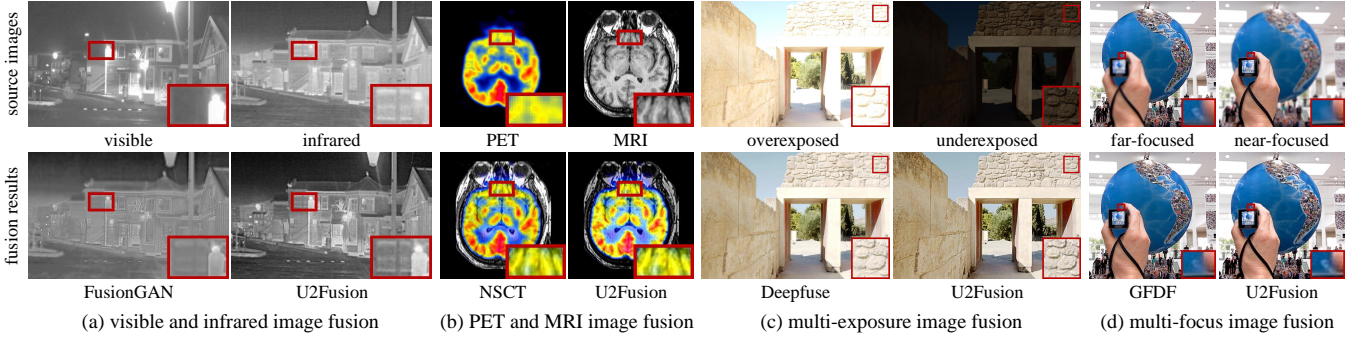 source images
visible infrared PET MRI overexposed underexposed far-focused near-focused
fusion results
FusionGAN U2Fusion NSCT U2Fusion Deepfuse U2Fusion GFDF U2Fusion
(a) visible and infrared image fusion (b) PET and MRI image fusion (c) multi-exposure image fusion (d) multi-focus image fusion